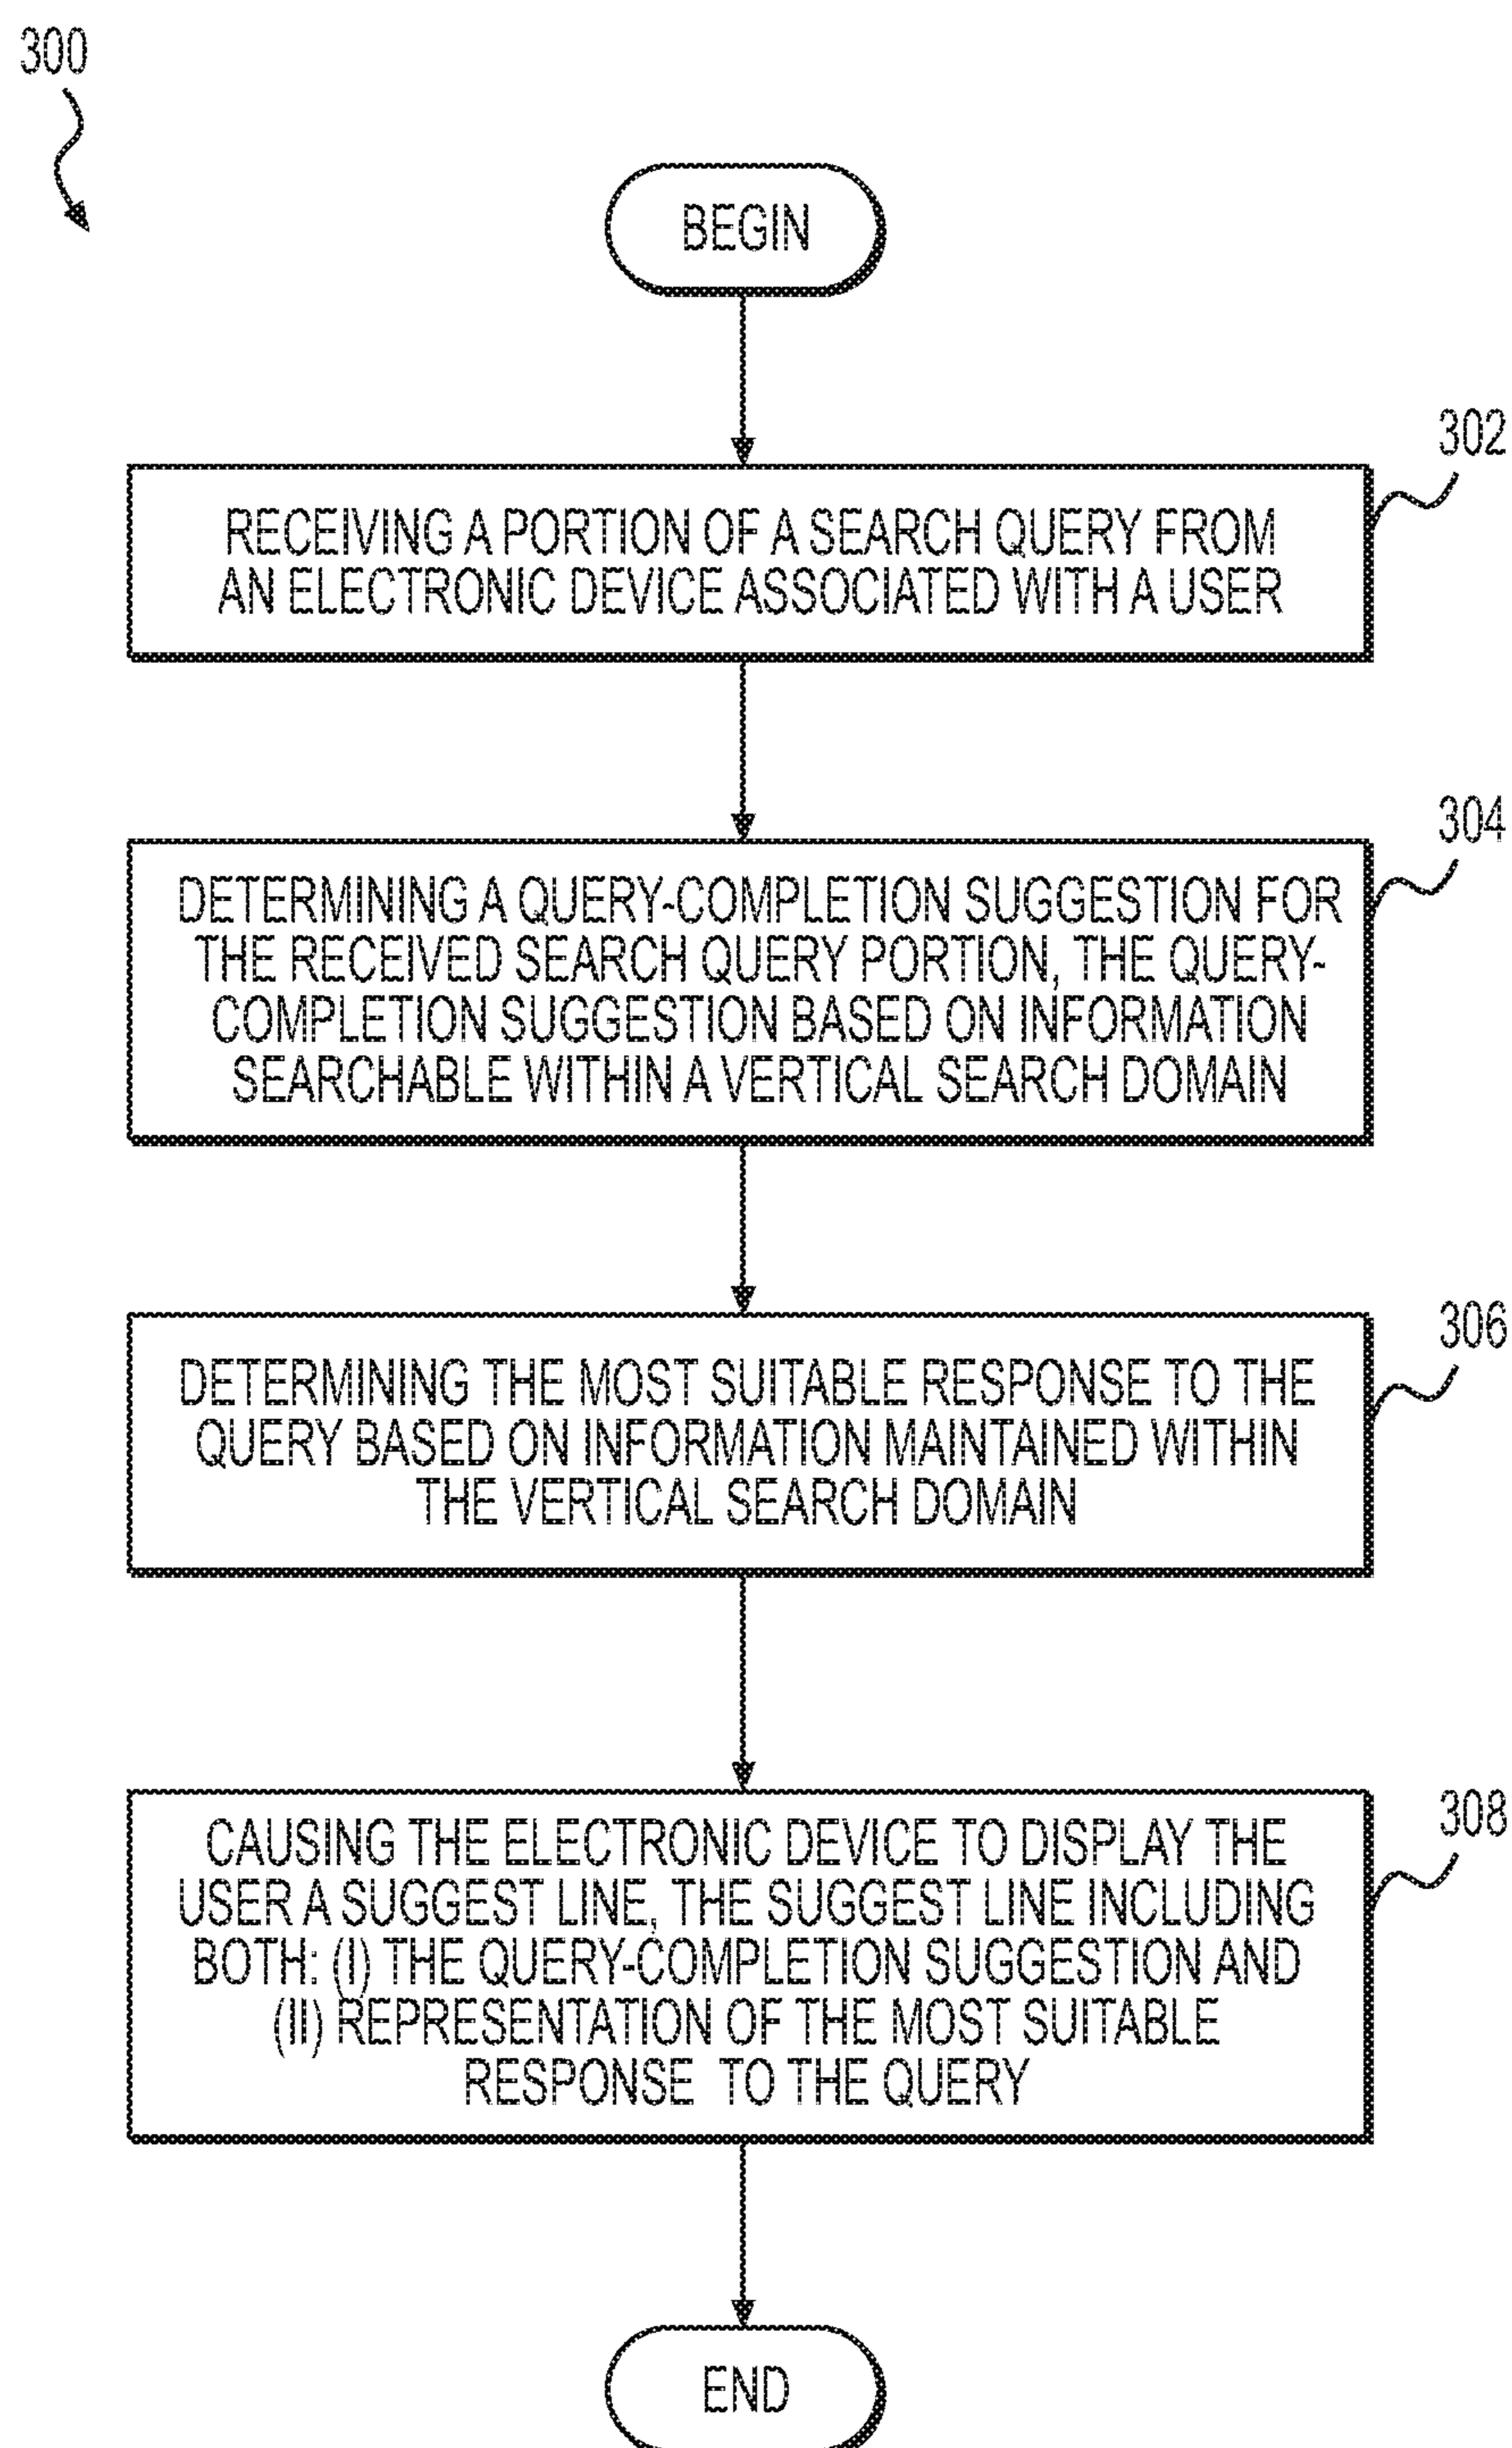 300
BEGIN
302
RECEIVING A PORTION OF A SEARCH QUERY FROM
AN ELECTRONIC DEVICE ASSOCIATED WITH A USER
304
DETERMINING A QUERY-COMPLETION SUGGESTION FOR
THE RECEIVED SEARCH QUERY PORTION, THE QUERY-
COMPLETION SUGGESTION BASED ON INFORMATION
SEARCHABLE WITHIN A VERTICAL SEARCH DOMAIN
306
DETERMINING THE MOST SUITABLE RESPONSE TO THE
QUERY BASED ON INFORMATION MAINTAINED WITHIN
THE VERTICAL SEARCH DOMAIN
308
CAUSING THE ELECTRONIC DEVICE TO DISPLAY THE
USER A SUGGEST LINE, THE SUGGEST LINE INCLUDING
BOTH: (I) THE QUERY-COMPLETION SUGGESTION AND
(II) REPRESENTATION OF THE MOST SUITABLE
RESPONSE TO THE QUERY
END